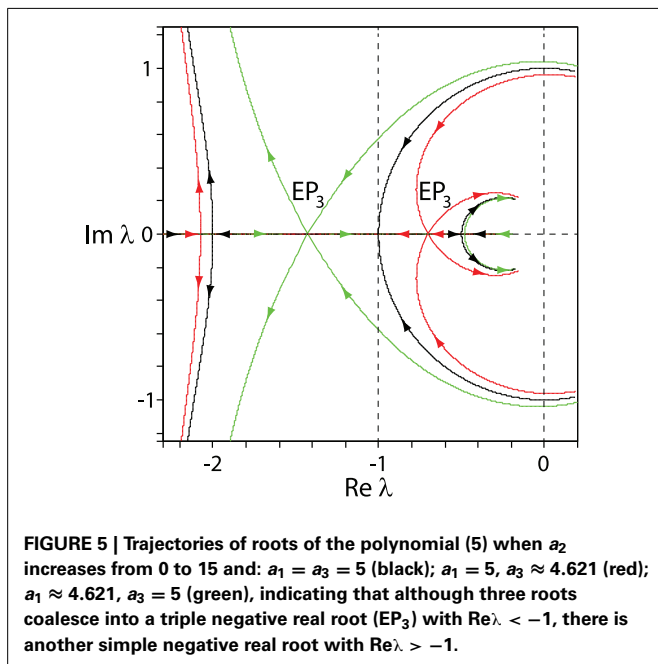 1
EP₃
EP₃
Im λ 0
-1
-2
-1
0
Re λ
FIGURE 5 | Trajectories of roots of the polynomial (5) when a₂
increases from 0 to 15 and: a₁ = a₃ = 5 (black); a₁ = 5, a₃ ≈ 4.621 (red);
a₁ ≈ 4.621, a₃ = 5 (green), indicating that although three roots
coalesce into a triple negative real root (EP₃) with Reλ < −1, there is
another simple negative real root with Reλ > −1.